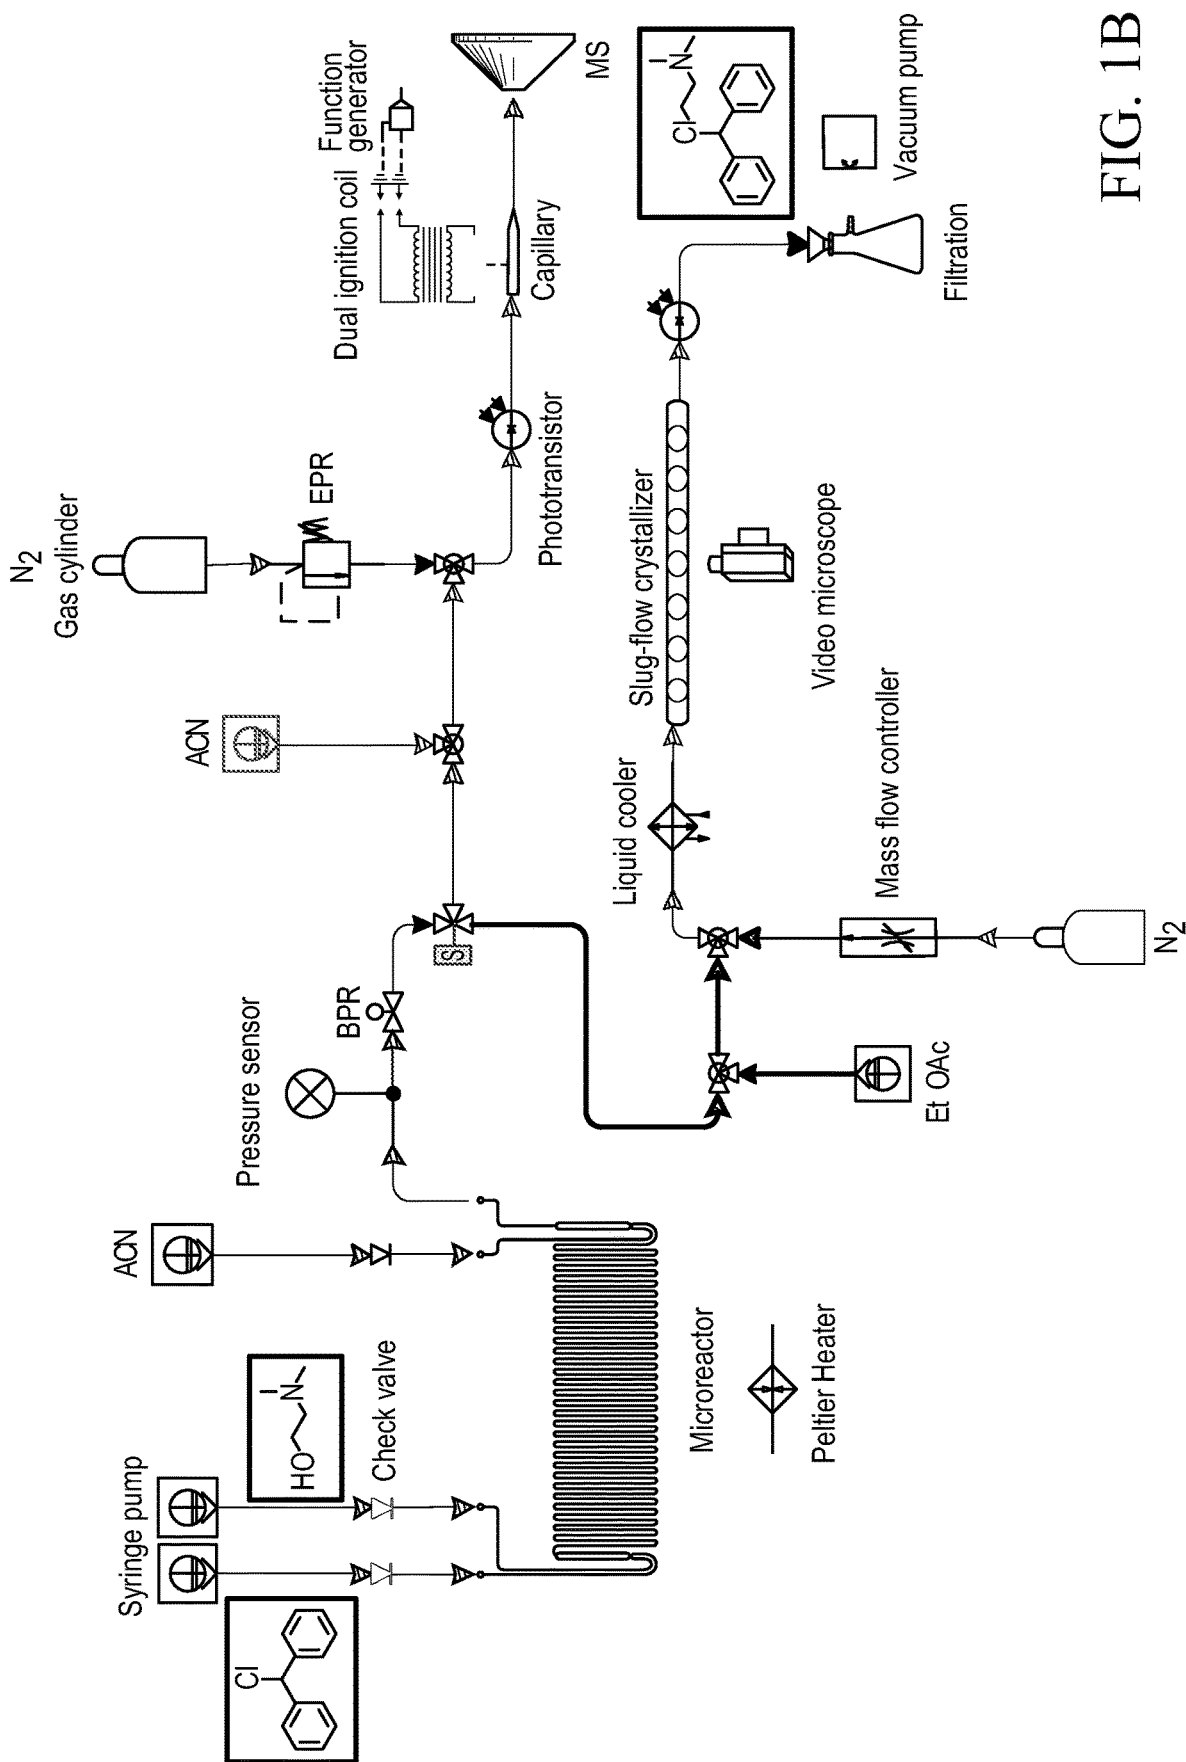 Syringe pump
Cl
HO
N
Check valve
ACN
Pressure sensor
BPR
S
Microreactor
Peltier Heater
ACN
N2
Gas cylinder
EPR
Phototransistor
Dual ignition coil
Function
generator
Capillary
MS
Et OAc
N2
Mass flow controller
Liquid cooler
Slug-flow crystallizer
Video microscope
Cl
N
Filtration
Vacuum pump
FIG. 1B